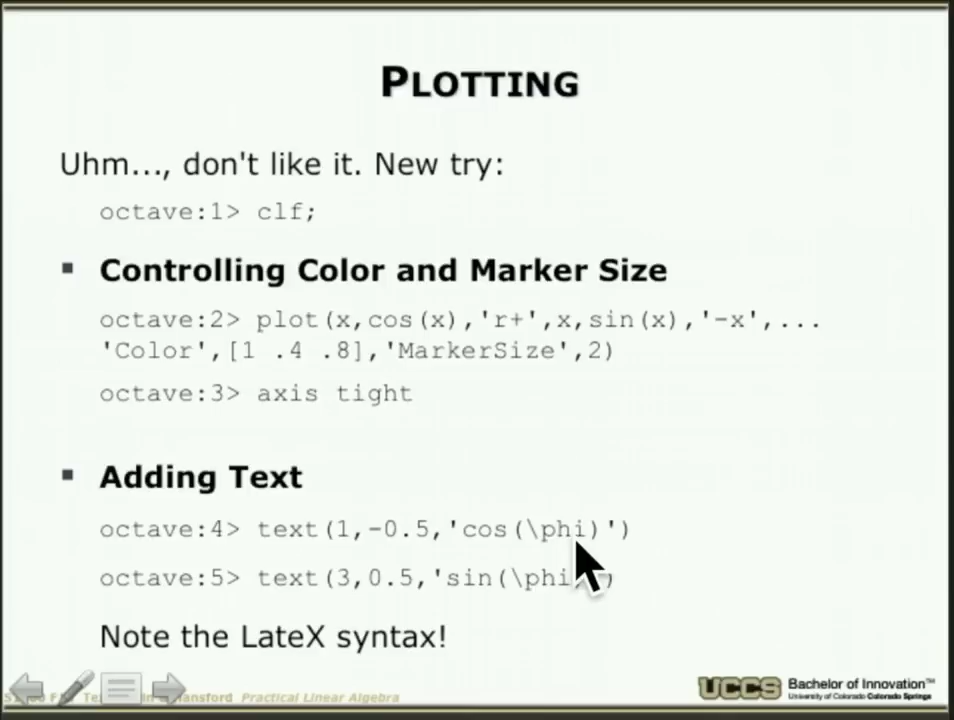 PLOTTING
Uhm..., don't like it. New try:
octave:1> clf;
▪ Controlling Color and Marker Size
octave:2> plot(x,cos(x),'r+',x,sin(x),'-x',...
'Color',[1 .4 .8],'MarkerSize',2)
octave:3> axis tight
▪ Adding Text
octave:4> text(1,-0.5,'cos(\phi)')
octave:5> text(3,0.5,'sin(\phi
Note the LateX syntax!
Hansford Practical Linear Algebra
UCCS Bachelor of Innovation™
University of Colorado Colorado Springs